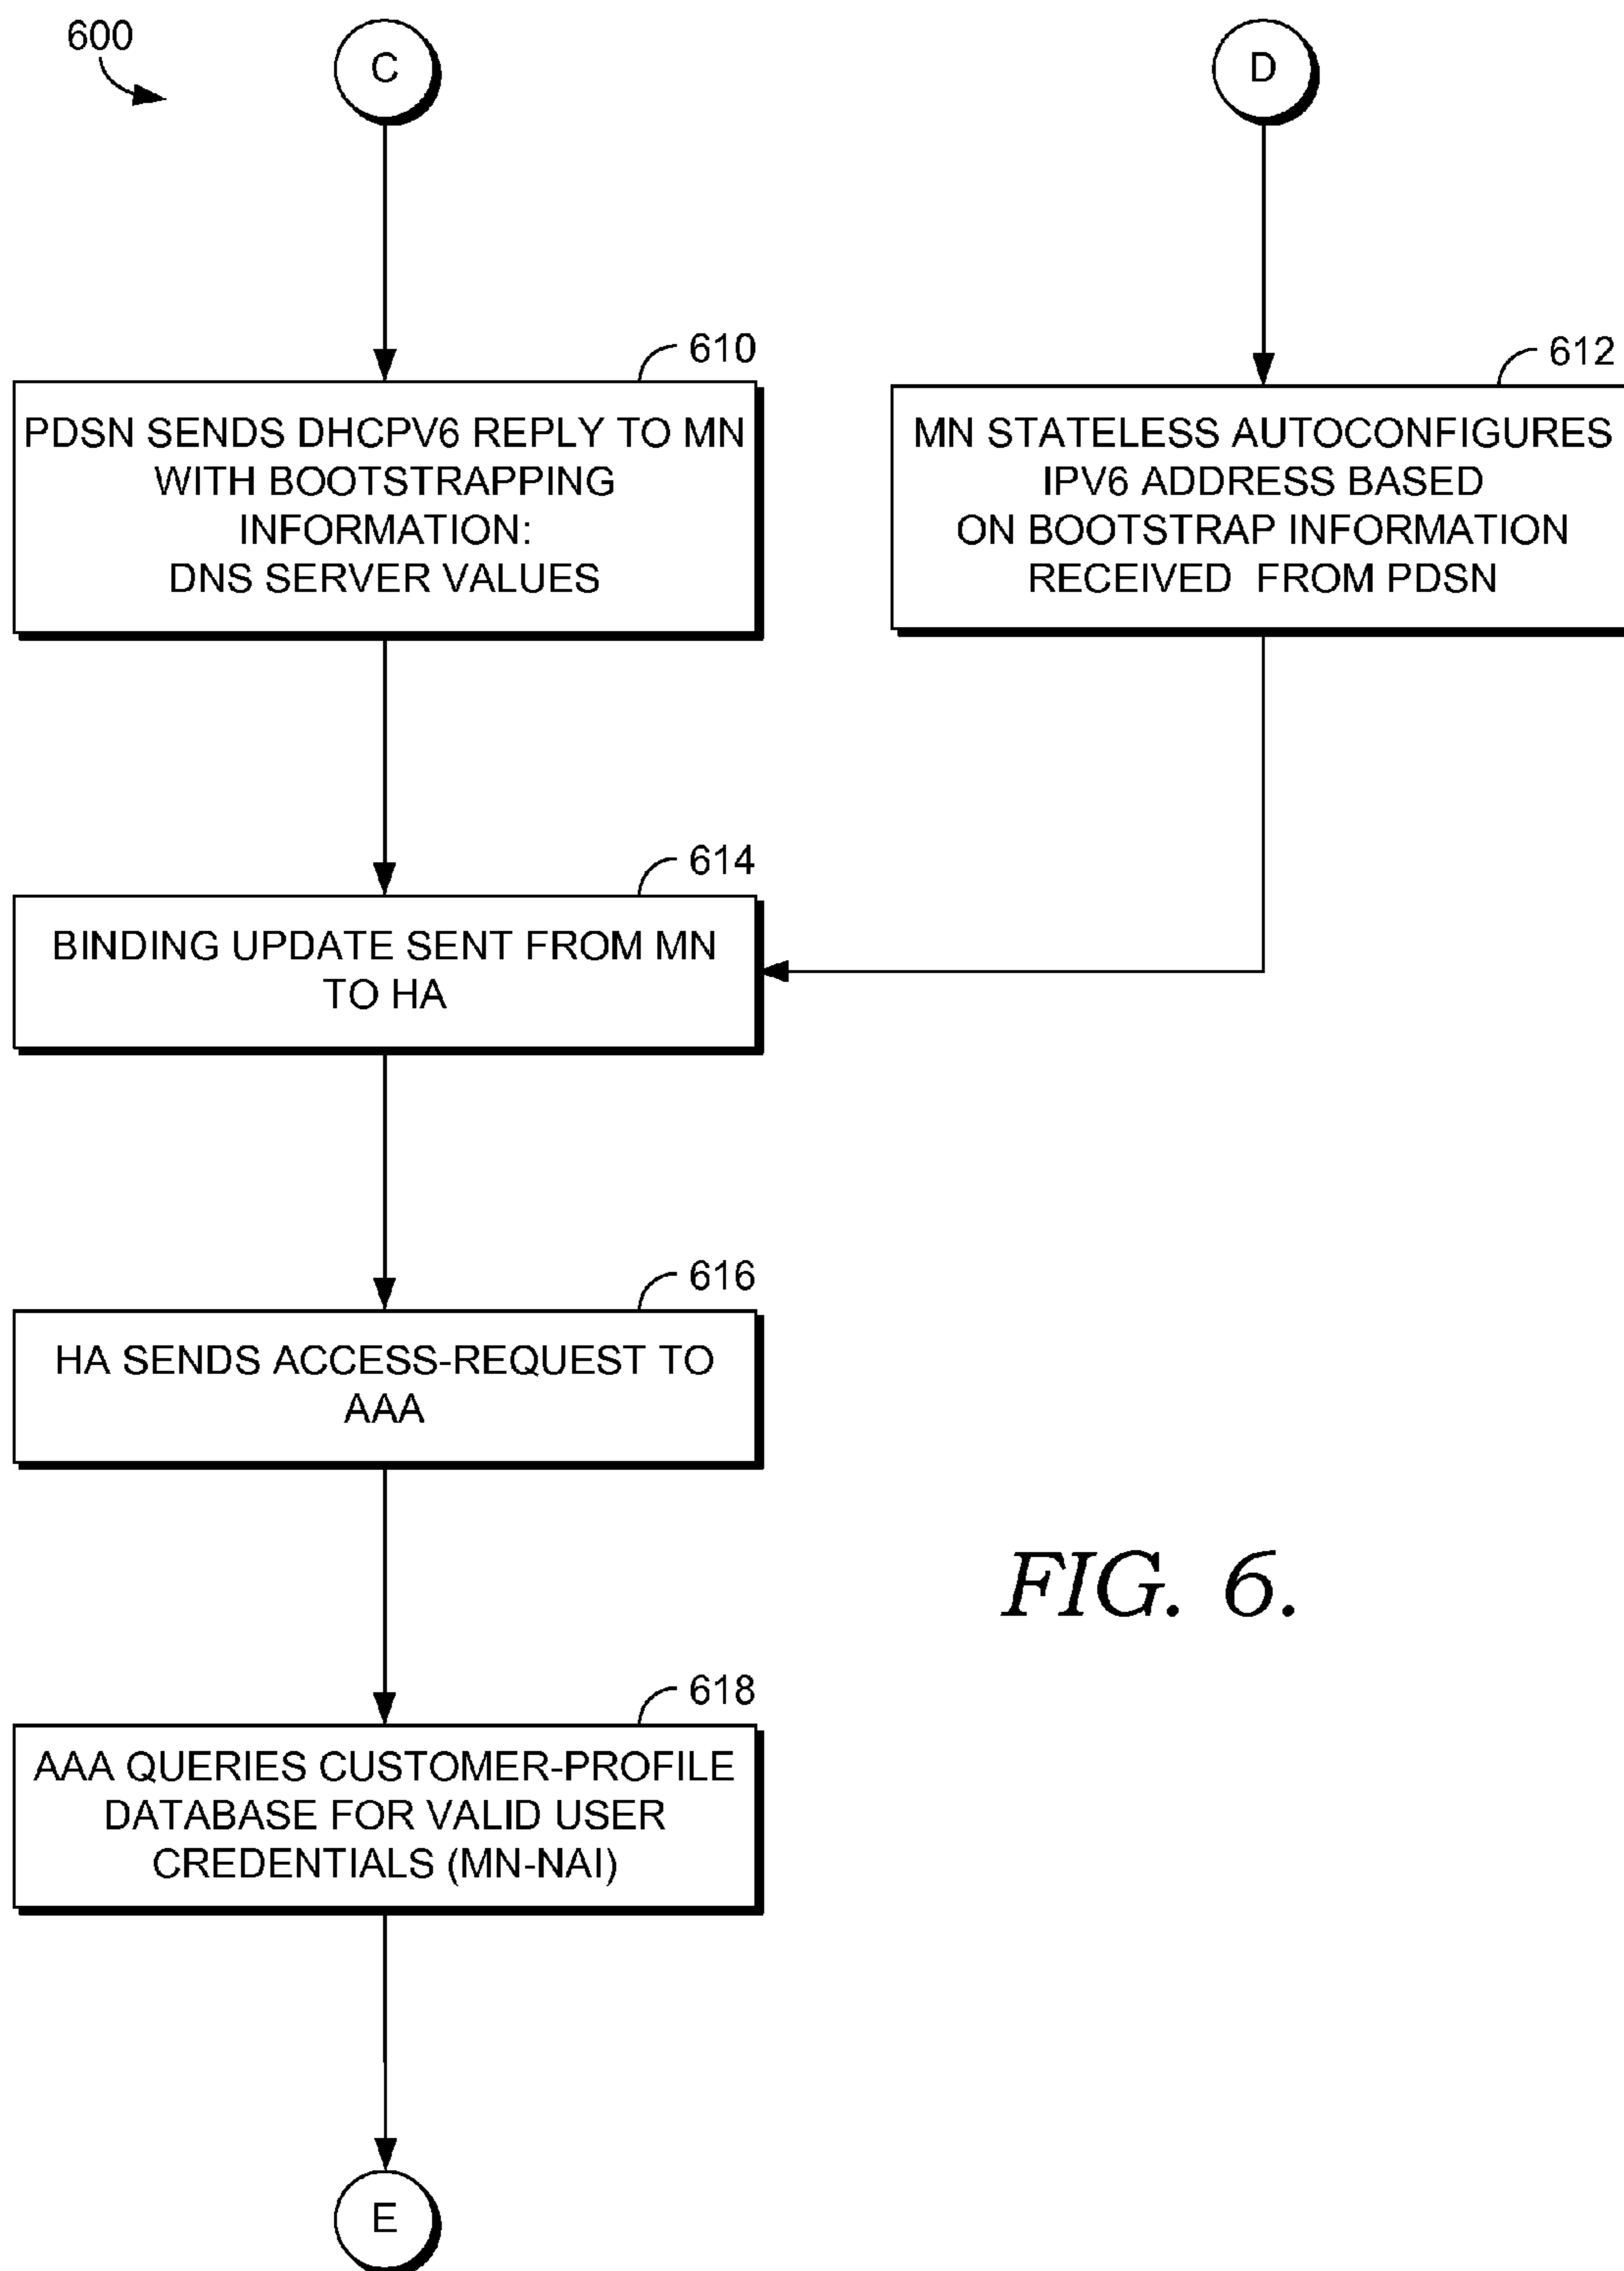 600
C
D
610
PDSN SENDS DHCPV6 REPLY TO MN
WITH BOOTSTRAPPING
INFORMATION:
DNS SERVER VALUES
612
MN STATELESS AUTOCONFIGURES
IPV6 ADDRESS BASED
ON BOOTSTRAP INFORMATION
RECEIVED FROM PDSN
614
BINDING UPDATE SENT FROM MN
TO HA
616
HA SENDS ACCESS-REQUEST TO
AAA
FIG. 6.
618
AAA QUERIES CUSTOMER-PROFILE
DATABASE FOR VALID USER
CREDENTIALS (MN-NAI)
E